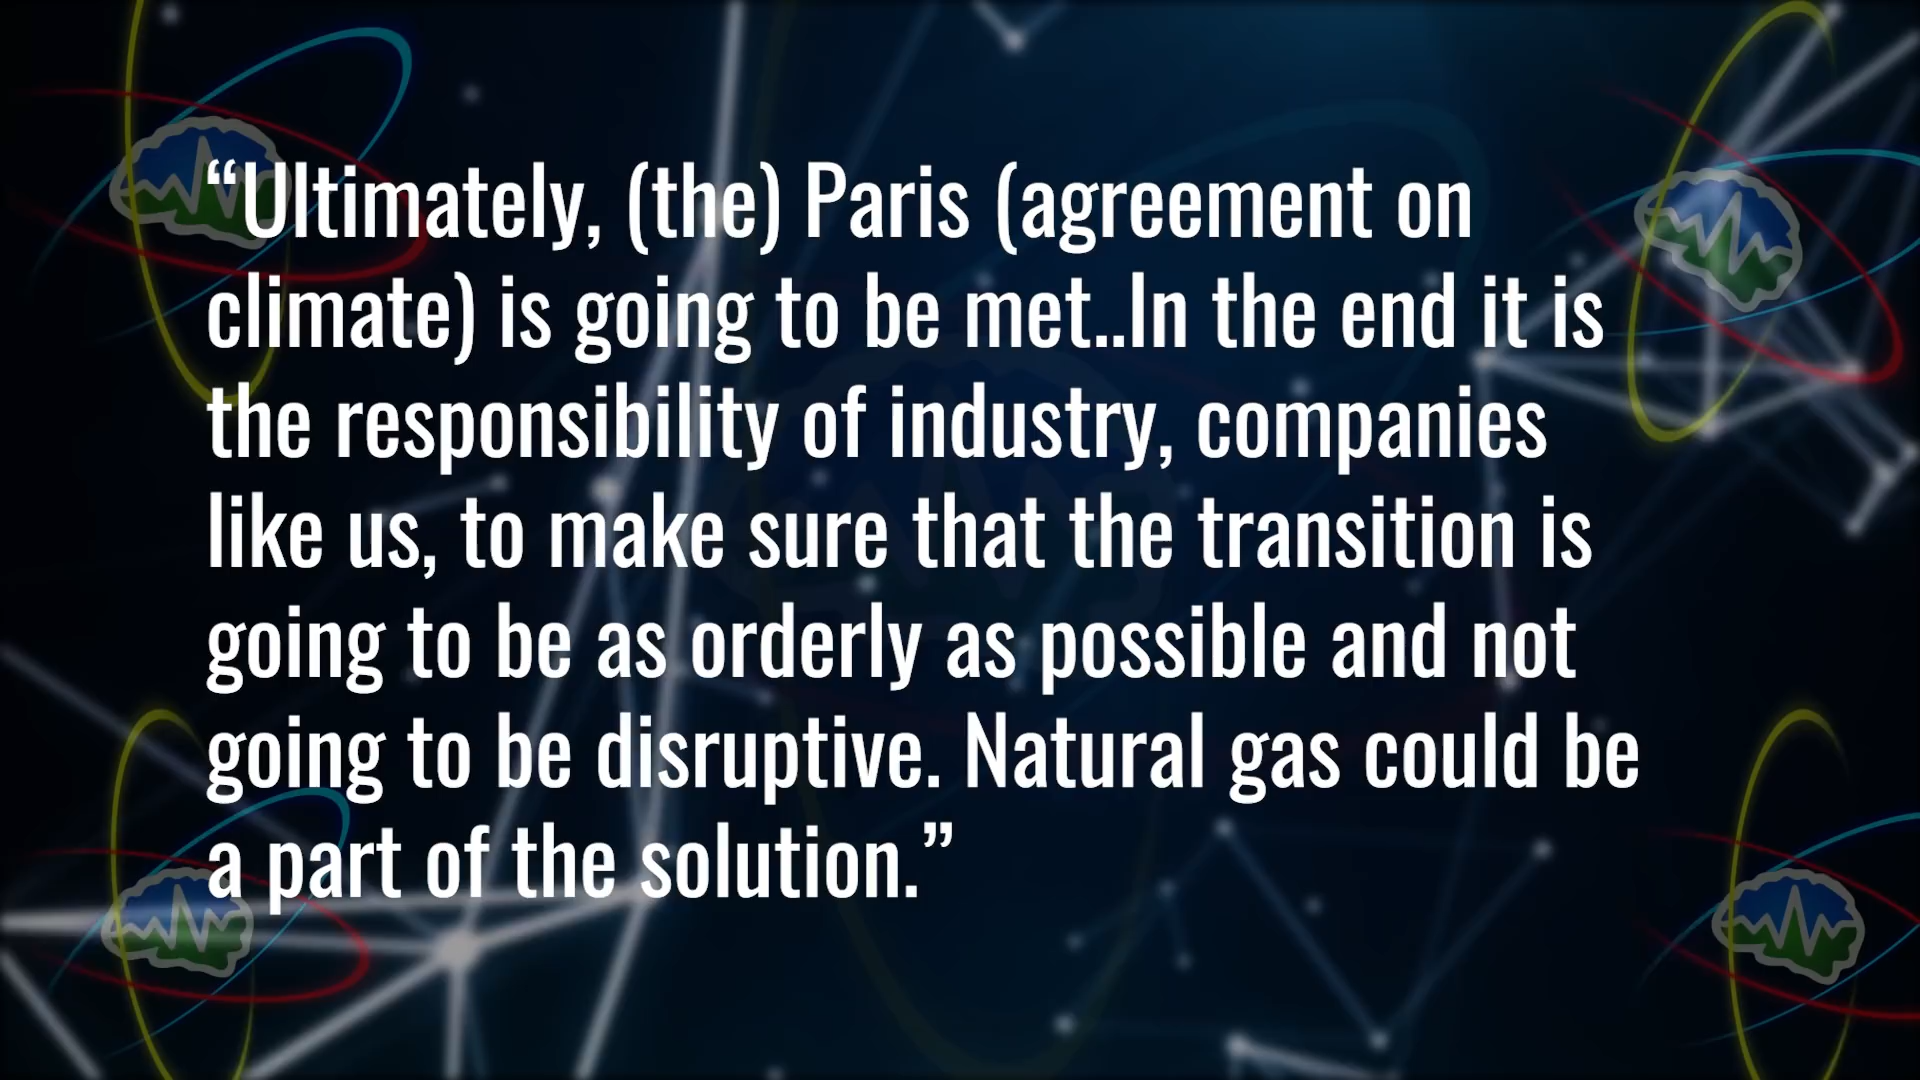 “Ultimately, (the) Paris (agreement on
climate) is going to be met..In the end it is
the responsibility of industry, companies
like us, to make sure that the transition is
going to be as orderly as possible and not
going to be disruptive. Natural gas could be
a part of the solution.”